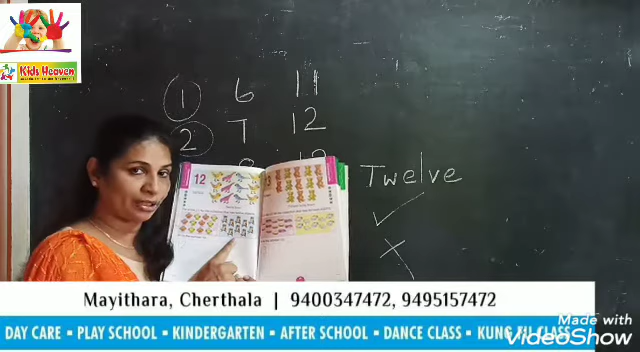 Kids Heaven
1 6 11
2 7 12
Twelve
12
Mayithara, Cherthala | 9400347472, 9495157472
DAY CARE ▪ PLAY SCHOOL ▪ KINDERGARTEN ▪ AFTER SCHOOL ▪ DANCE CLASS ▪ KUNG FU CLASS
Made with
VideoShow